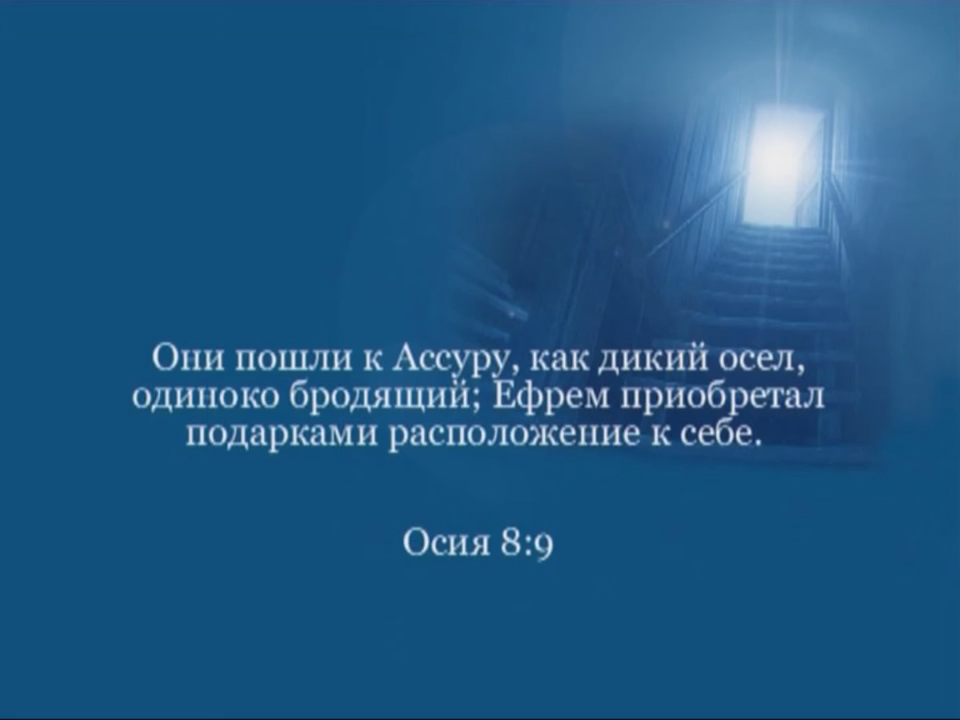 Они пошли к Ассуру, как дикий осел,
одиноко бродящий; Ефрем приобретал
подарками расположение к себе.
Осия 8:9